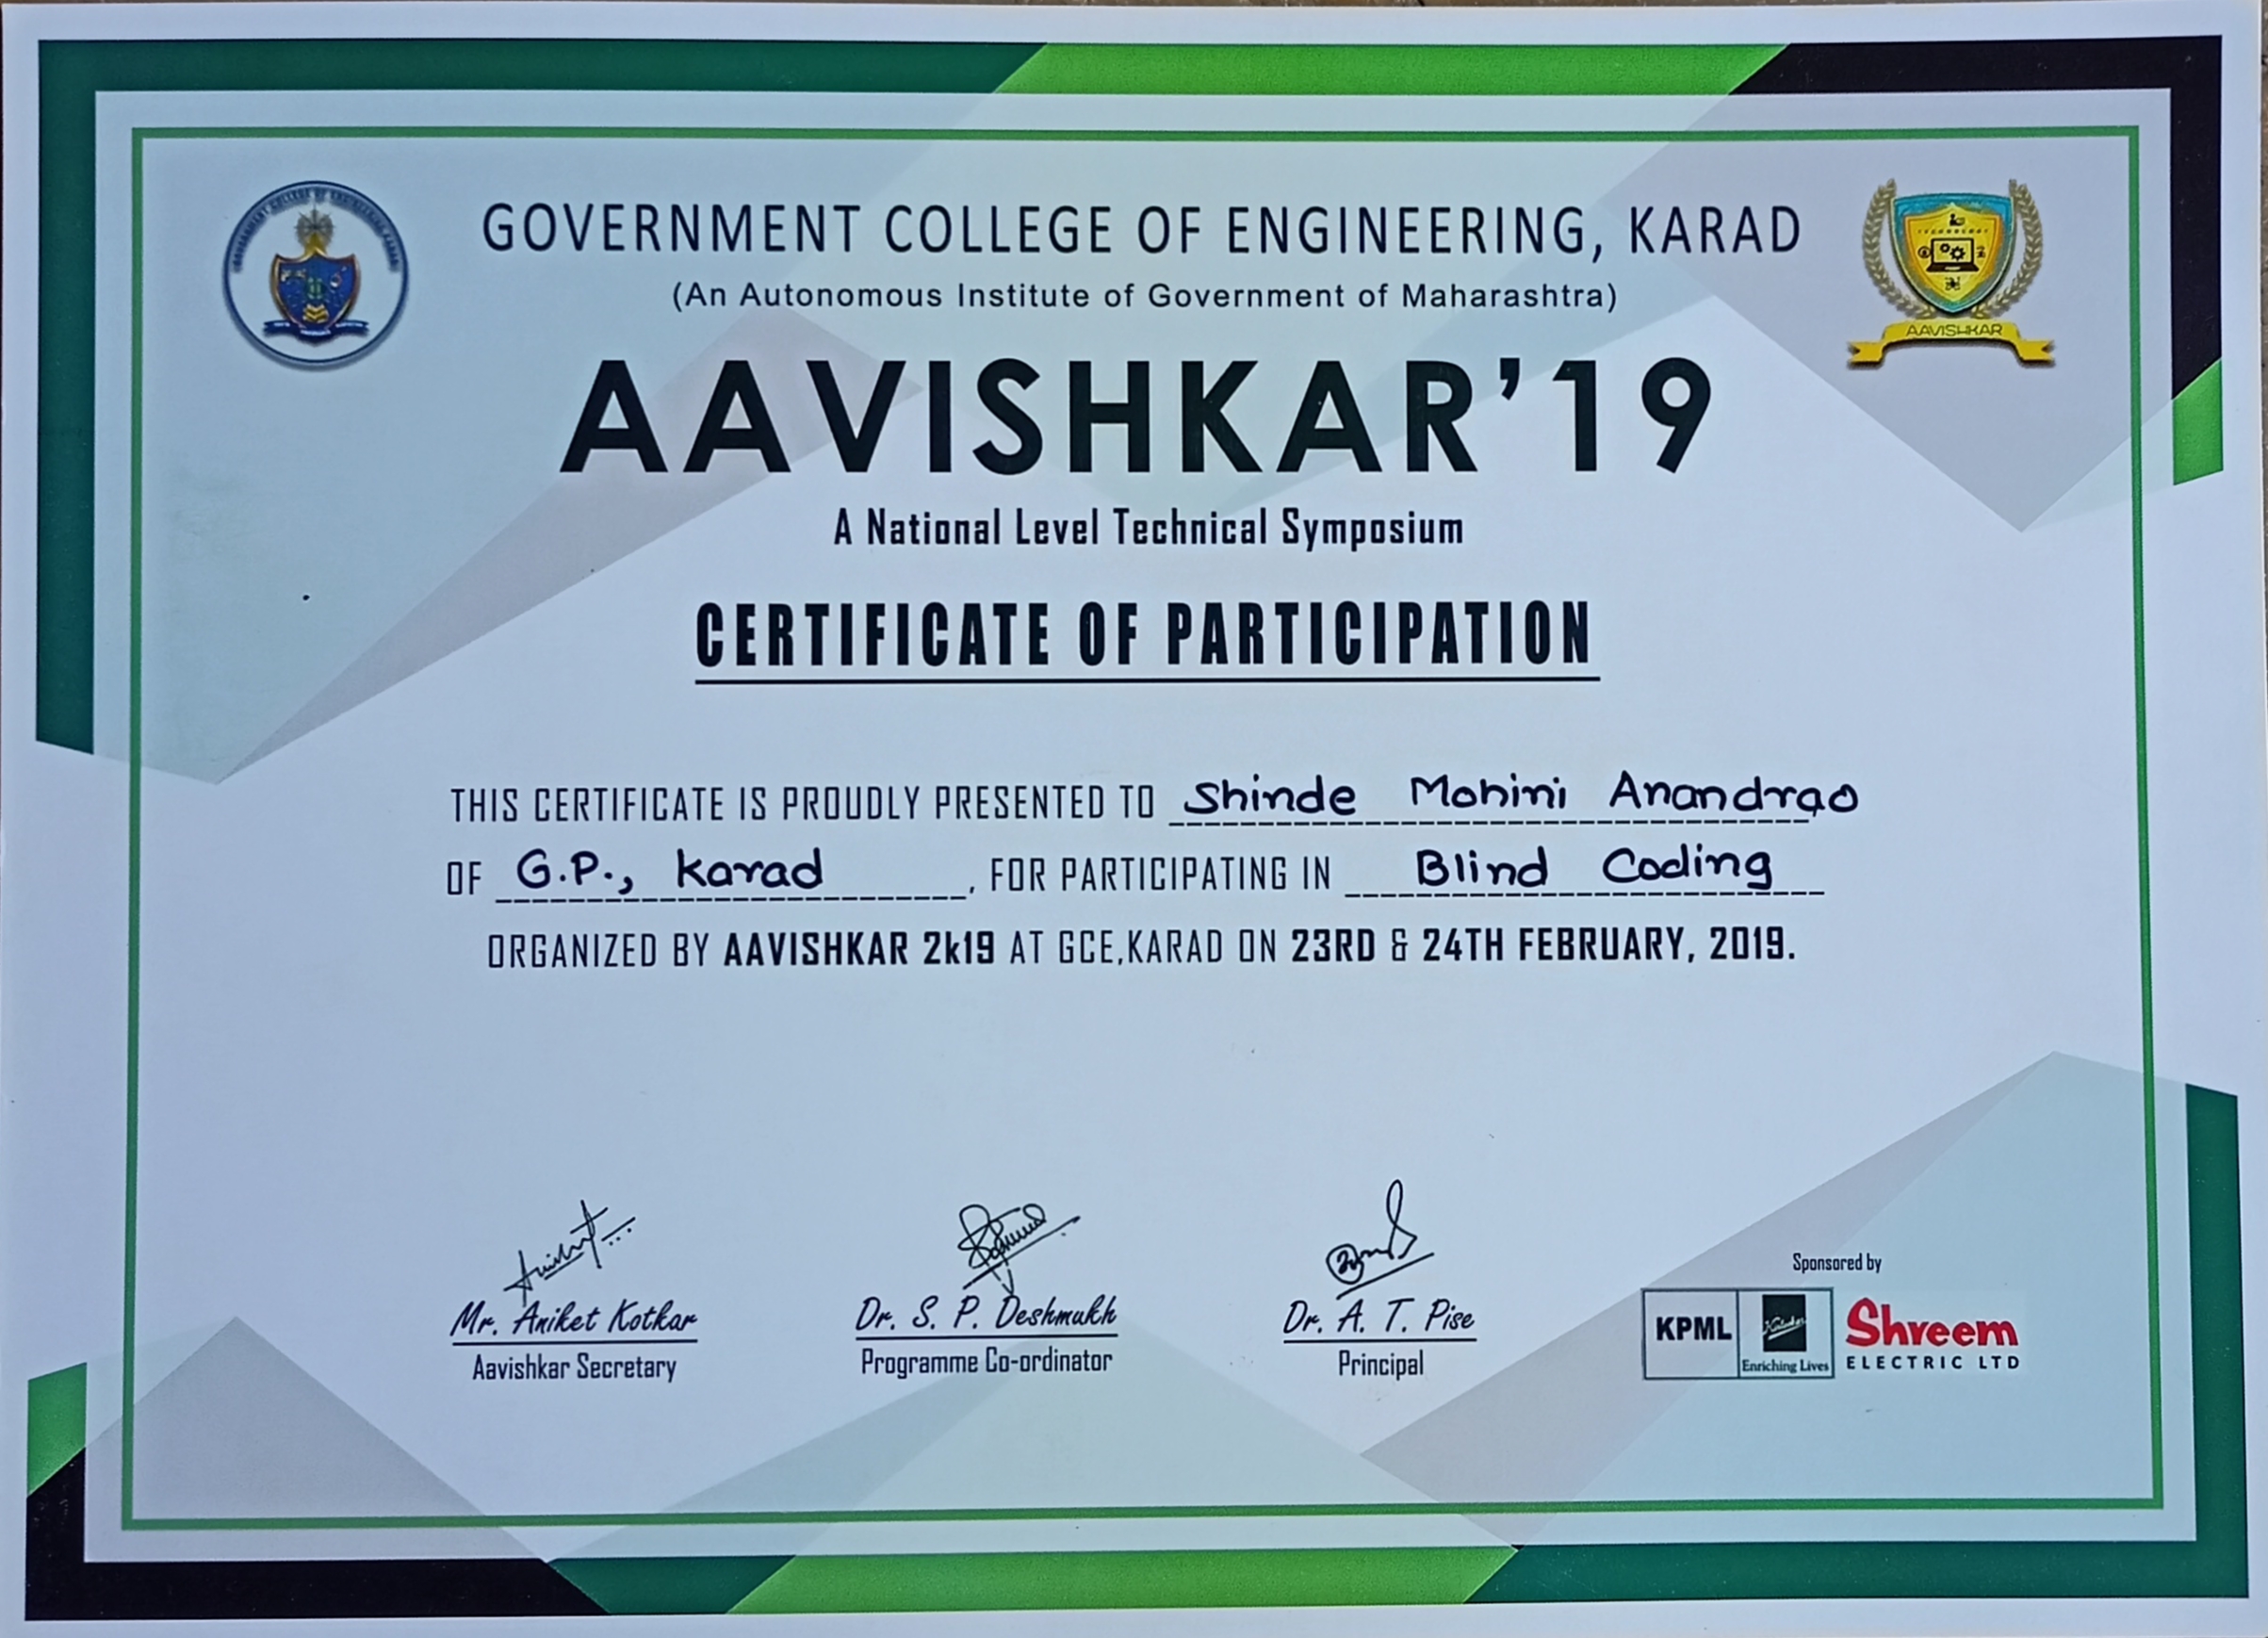 GOVERNMENT COLLEGE OF ENGINEERING, KARAD
(An Autonomous Institute of Government of Maharashtra)
AAVISHKAR
AAVISHKAR'19
A National Level Technical Symposium
CERTIFICATE OF PARTICIPATION
THIS CERTIFICATE IS PROUDLY PRESENTED TO Shinde Mohini Anandrao
OF G.P., Karad, FOR PARTICIPATING IN Blind Coding
ORGANIZED BY AAVISHKAR 2k19 AT GCE,KARAD ON 23RD & 24TH FEBRUARY, 2019.
Mr. Aniket Kotkar
Aavishkar Secretary
Dr. S. P. Deshmukh
Programme Co-ordinator
Dr. A. T. Pise
Principal
Sponsored by
KPML
Enriching Lives
Shreem
ELECTRIC LTD